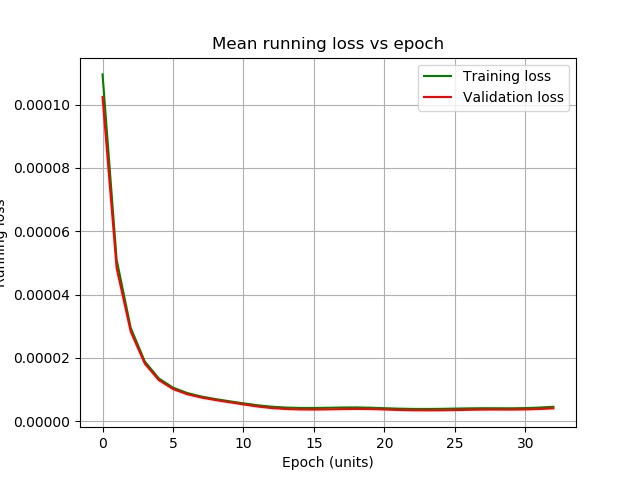 Mean running loss vs epoch
Training loss
Validation loss
0.00010
0.00008
0.00006
0.00004
0.00002
0.00000
0 5 10 15 20 25 30
Epoch (units)
Running loss